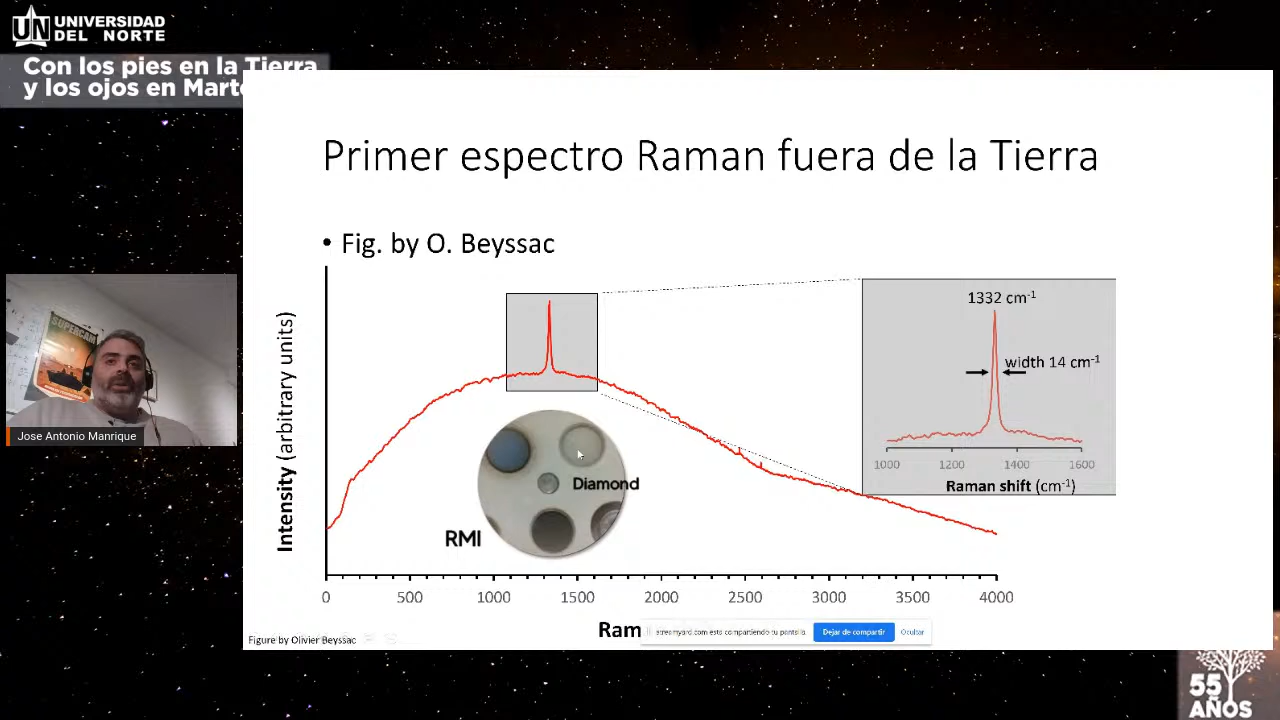 UN UNIVERSIDAD
DEL NORTE
Con los pies en la Tierra
y los ojos en Marte
Primer espectro Raman fuera de la Tierra
• Fig. by O. Beyssac
Intensity (arbitrary units)
1332 cm⁻¹
width 14 cm⁻¹
1000 1200 1400 1600
Raman shift (cm⁻¹)
SUPERCAM
Jose Antonio Manrique
Diamond
RMI
0 500 1000 1500 2000 2500 3000 3500 4000
Ram
streamyard.com está compartiendo tu pantalla.
Dejar de compartir
Ocultar
Figure by Olivier Beyssac
55
AÑOS